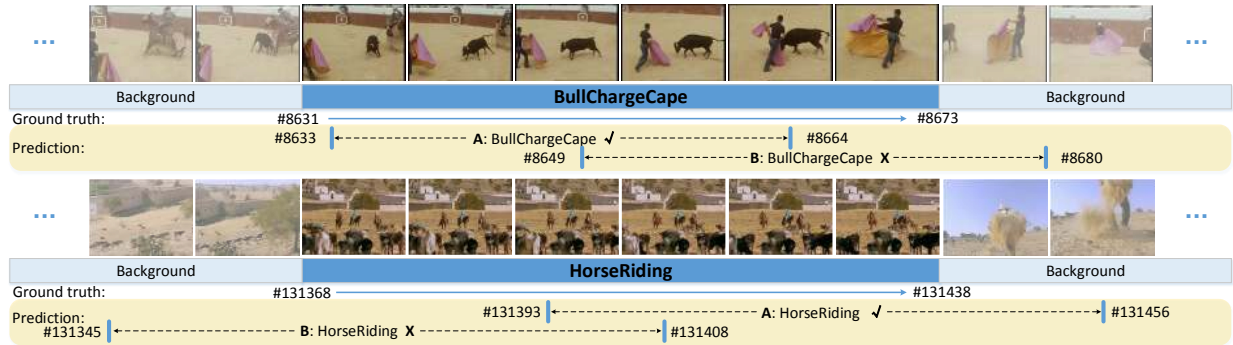 ...
...
Background
BullChargeCape
Background
Ground truth:
#8631
#8673
Prediction:
#8633
A: BullChargeCape √
#8664
#8649
B: BullChargeCape X
#8680
...
...
Background
HorseRiding
Background
Ground truth:
#131368
#131438
Prediction:
#131393
A: HorseRiding √
#131456
#131345
B: HorseRiding X
#131408